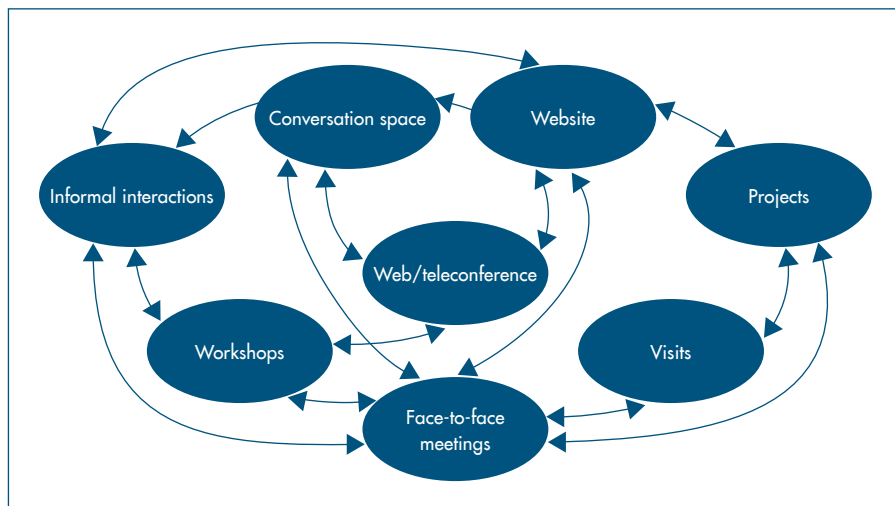 Conversation space
Website
Informal interactions
Projects
Web/teleconference
Workshops
Visits
Face-to-face
meetings